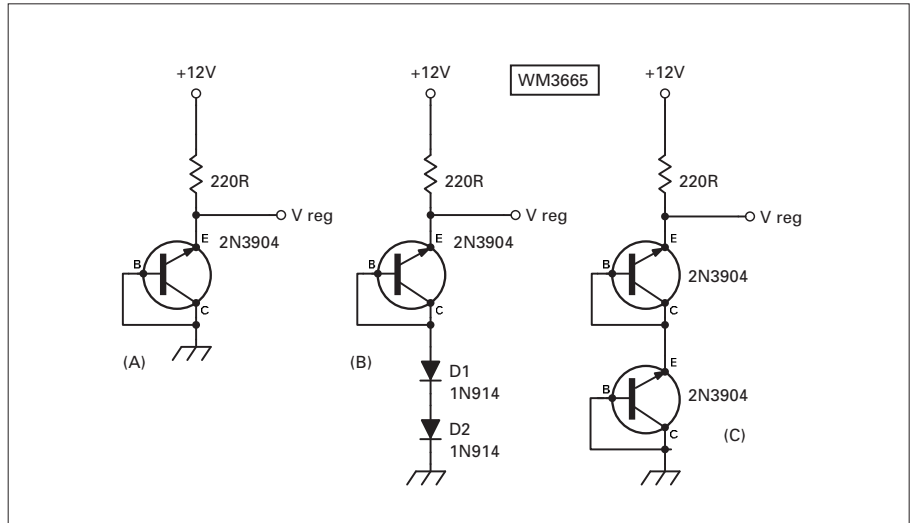 +12V
+12V
WM3665
+12V
220R
220R
220R
V reg
V reg
V reg
E
2N3904
B
C
E
2N3904
B
C
E
2N3904
B
C
(A)
(B)
D1
1N914
D2
1N914
E
2N3904
B
C
(C)